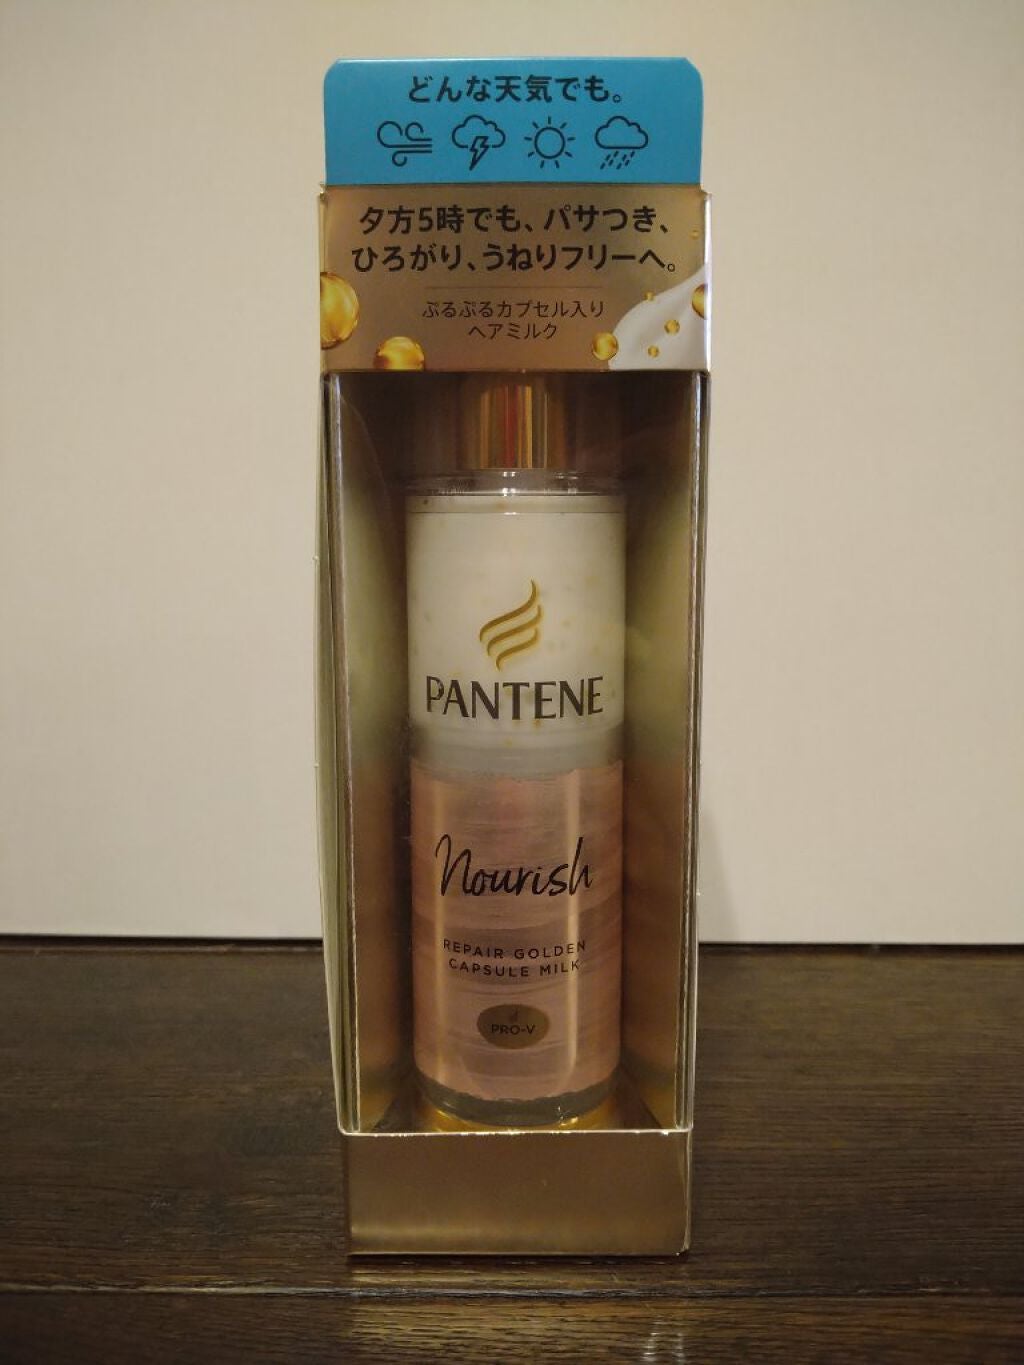 どんな天気でも。
夕方5時でも、パサつき、
ひろがり、うねりフリーへ。
ぷるぷるカプセル入り
ヘアミルク
PANTENE
Nourish
REPAIR GOLDEN
CAPSULE MILK
PRO-V